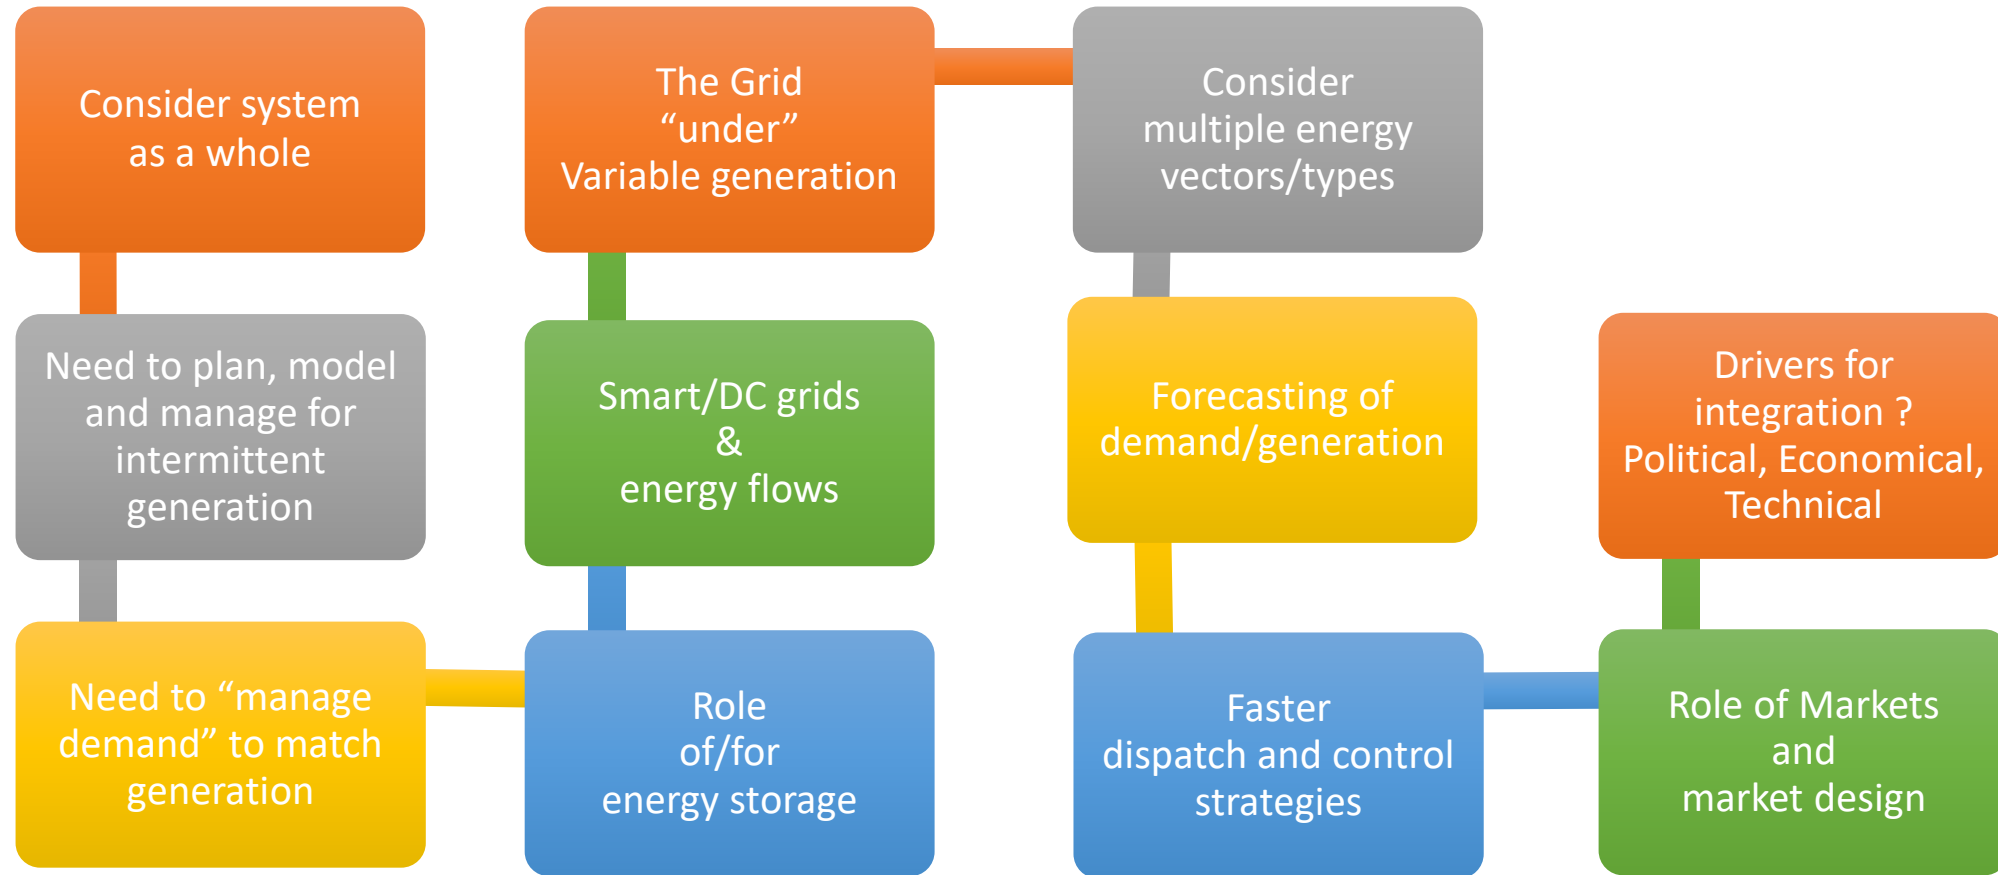 Consider system
as a whole
Need to plan, model
and manage for
intermittent
generation
Need to “manage
demand” to match
generation
Role
of/for
energy storage
Smart/DC grids
&
energy flows
The Grid
“under”
Variable generation
Consider
multiple energy
vectors/types
Forecasting of
demand/generation
Faster
dispatch and control
strategies
Role of Markets
and
market design
Drivers for
integration ?
Political, Economical,
Technical